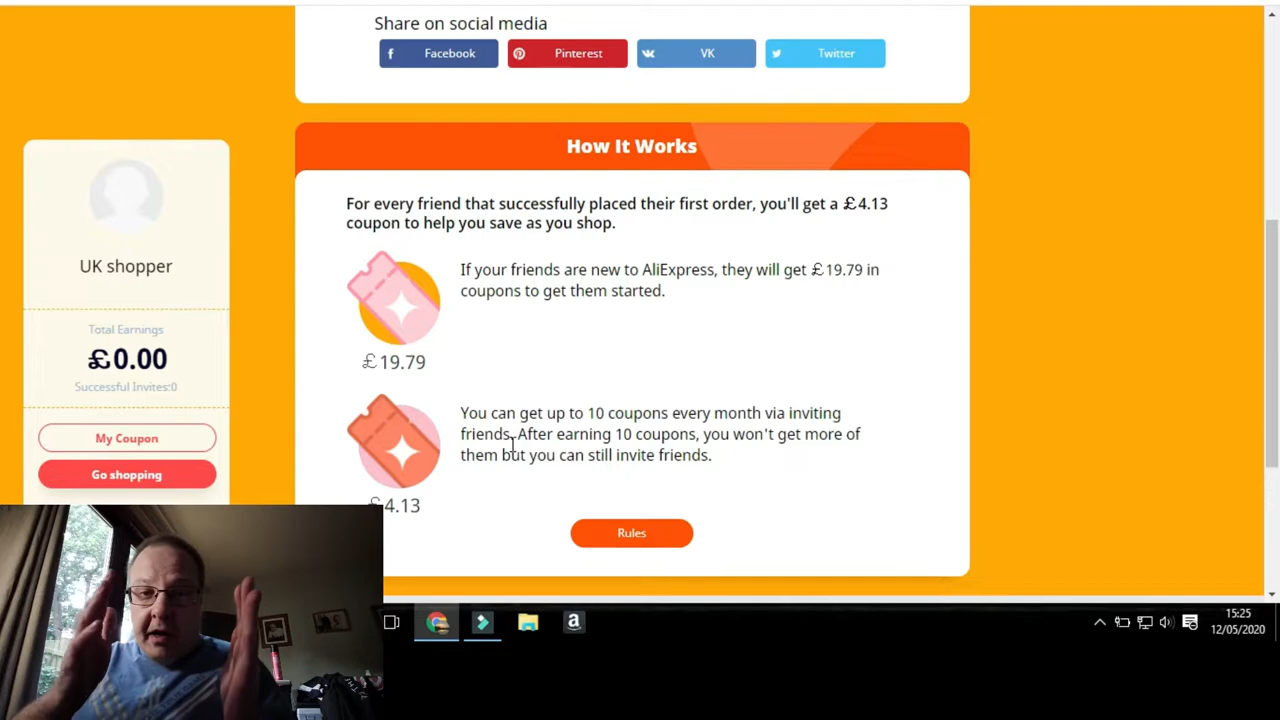 Share on social media
Facebook
Pinterest
VK
Twitter
How It Works
For every friend that successfully placed their first order, you'll get a £4.13
coupon to help you save as you shop.
If your friends are new to AliExpress, they will get £19.79 in
coupons to get them started.
£19.79
You can get up to 10 coupons every month via inviting
friends. After earning 10 coupons, you won't get more of
them but you can still invite friends.
£4.13
Rules
UK shopper
Total Earnings
£0.00
Successful Invites:0
My Coupon
Go shopping
15:25
12/05/2020